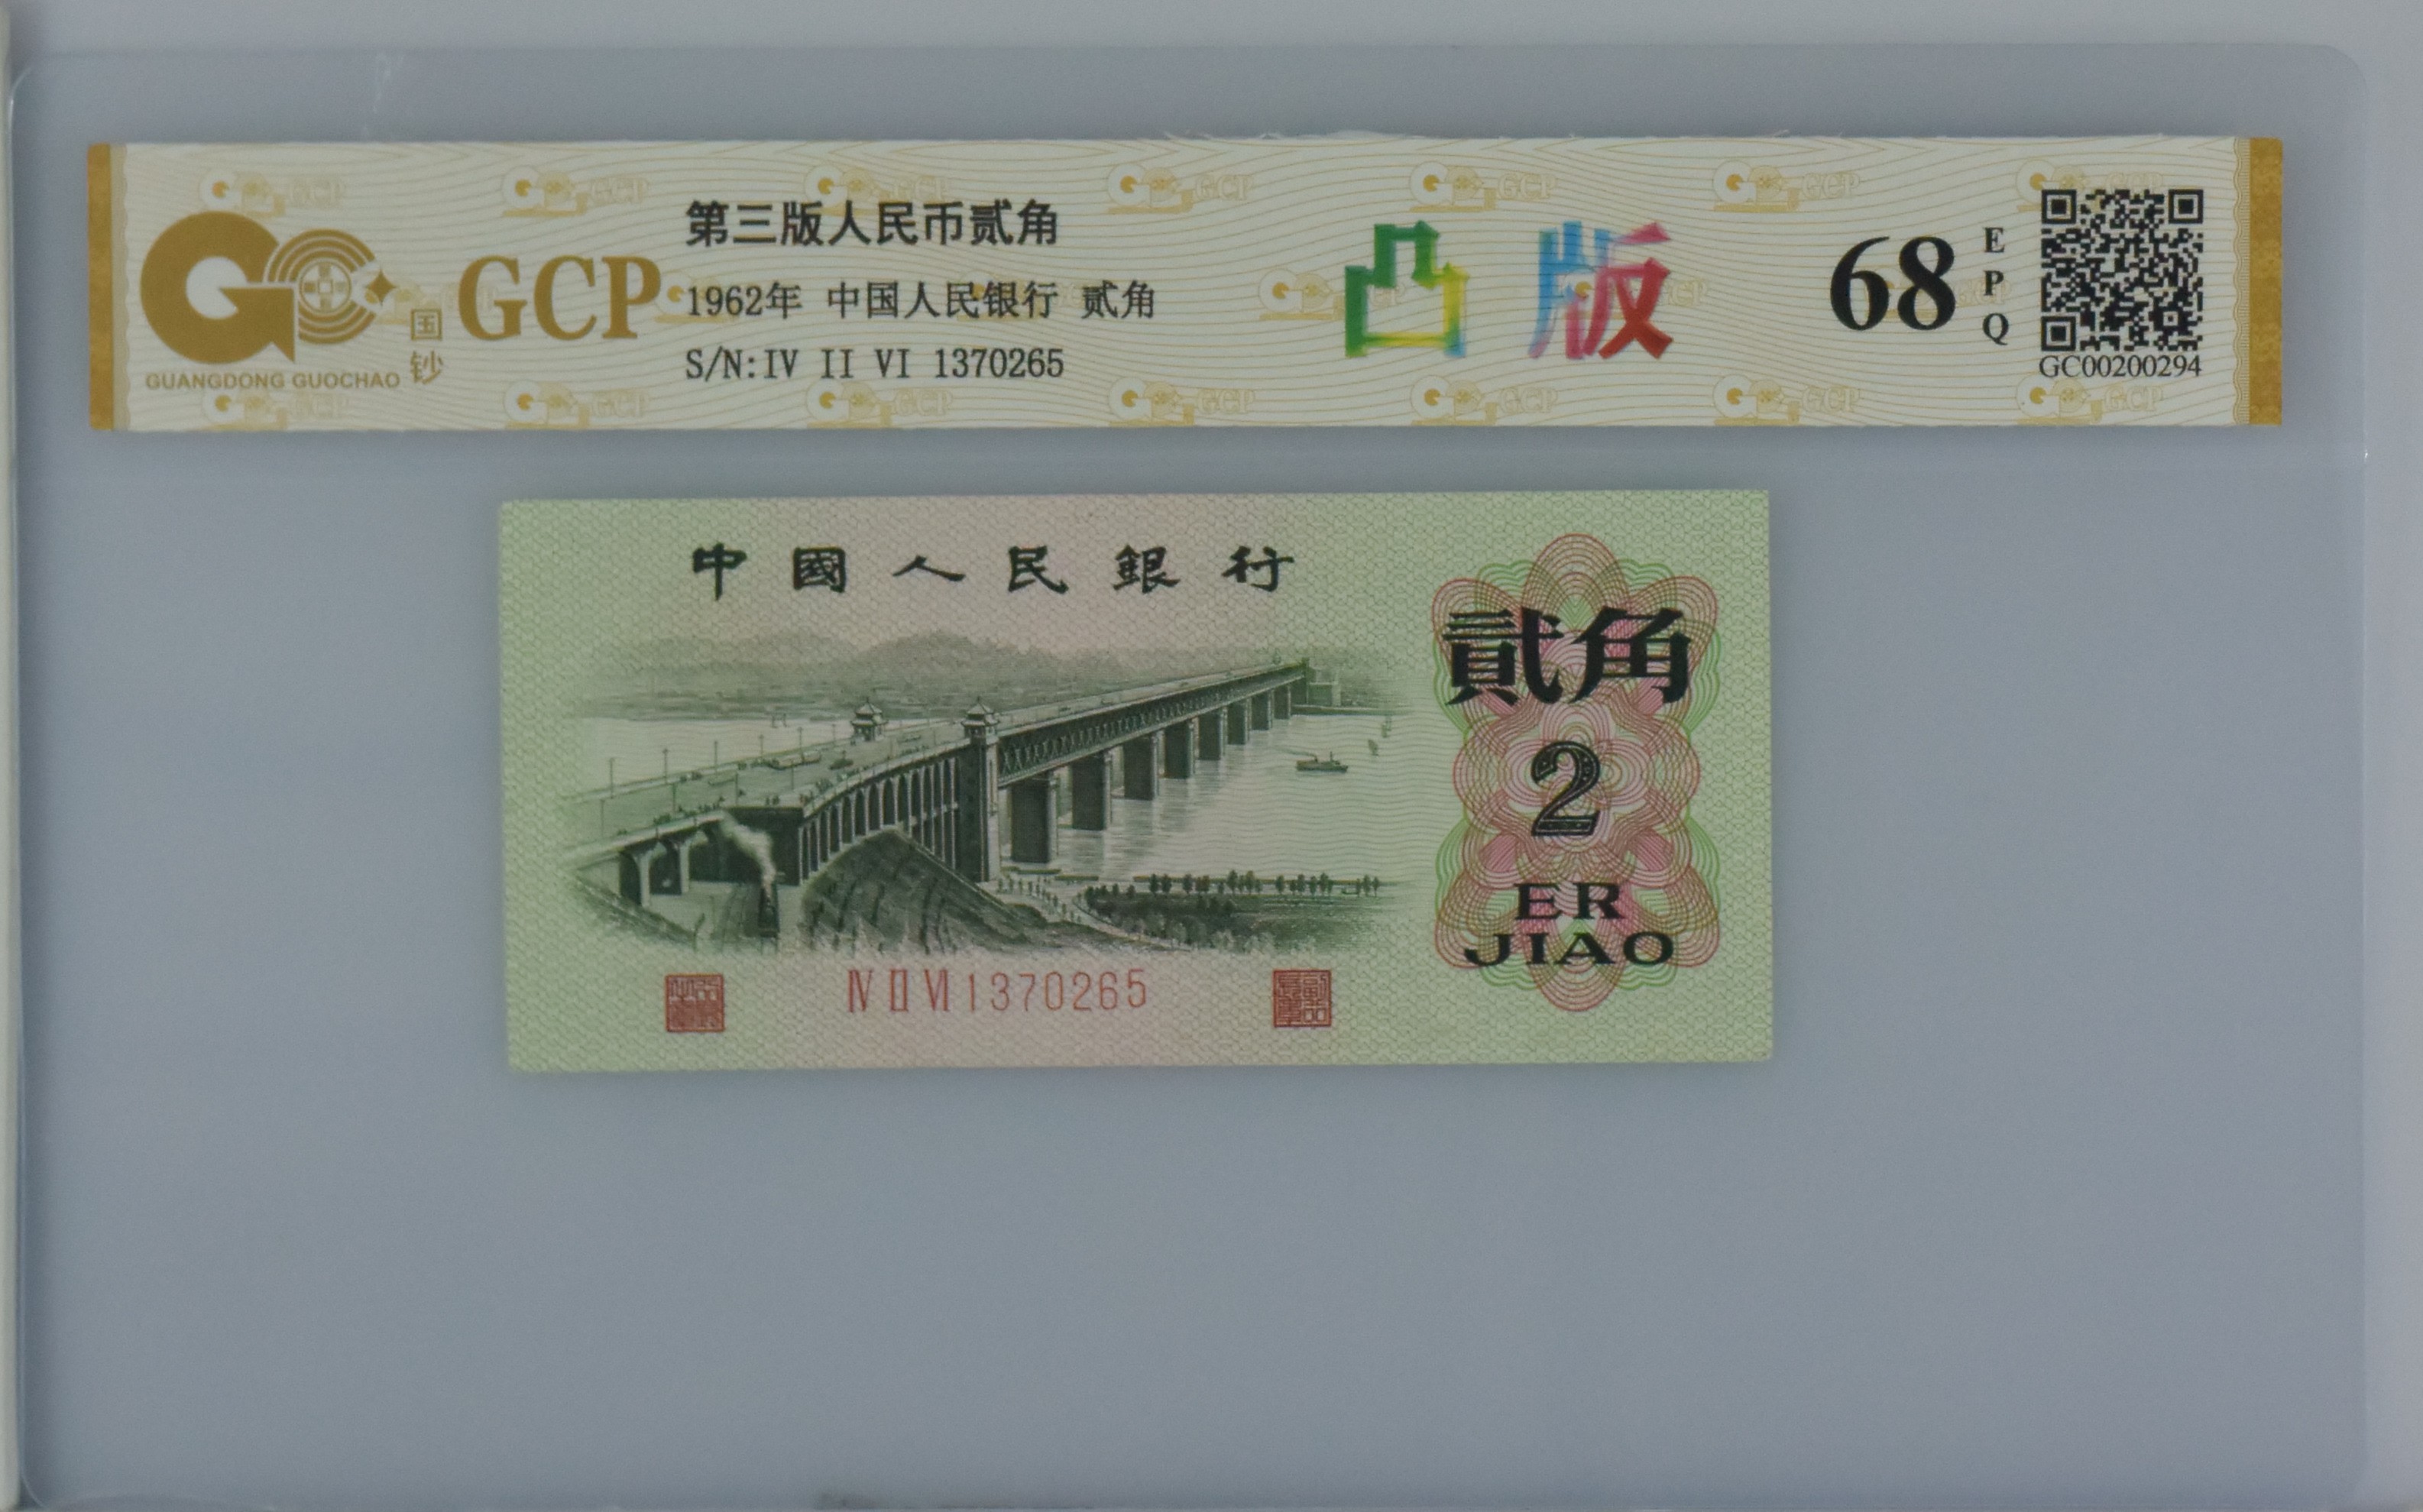 GCP
国钞
GUANGDONG GUOCHAO
第三版人民币贰角
1962年 中国人民银行 贰角
S/N:IV II VI 1370265
凸版
68
EPQ
GC00200294
中國人民銀行
貳角
2
ER
JIAO
Ⅳ Ⅱ Ⅵ 1370265